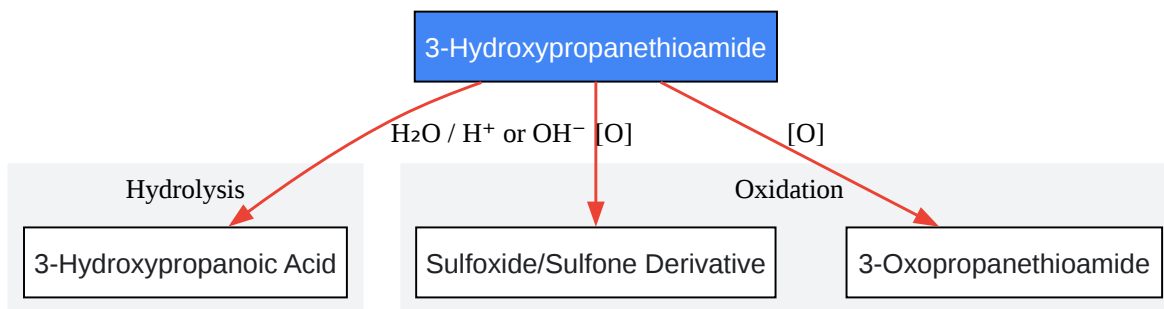 3-Hydroxypropanethioamide
H₂O / H⁺ or OH⁻
[O]
[O]
Hydrolysis
Oxidation
3-Hydroxypropanoic Acid
Sulfoxide/Sulfone Derivative
3-Oxopropanethioamide